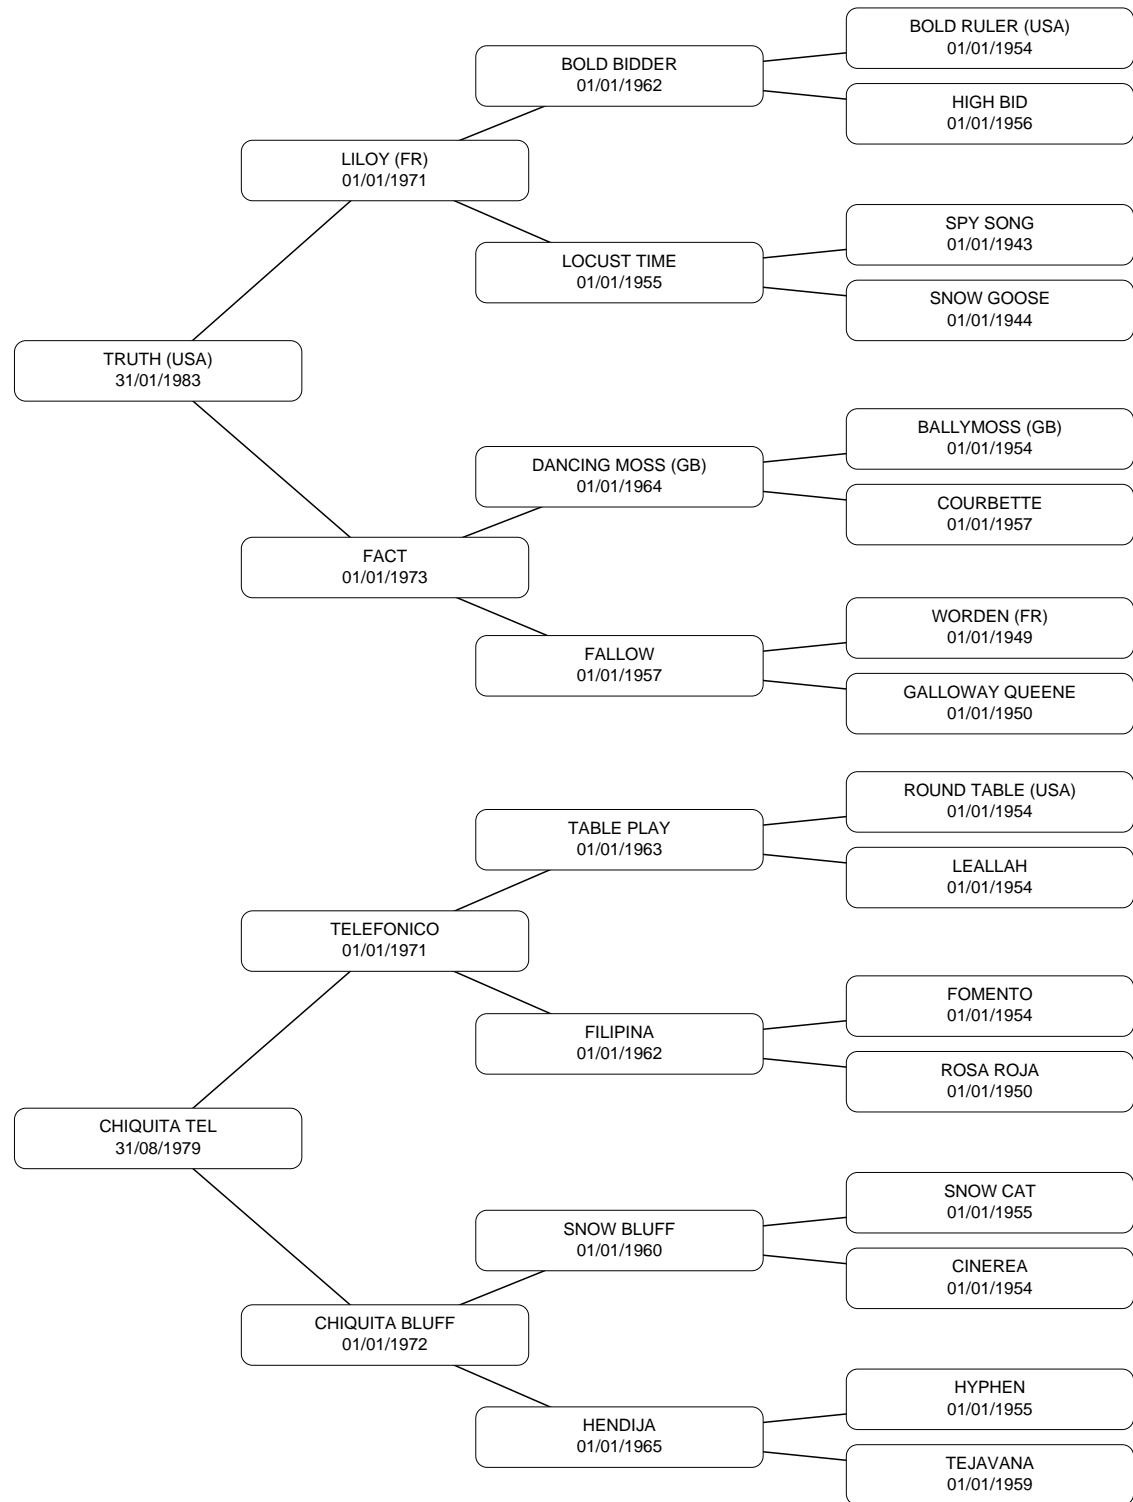 BOLD RULER (USA)
01/01/1954
BOLD BIDDER
01/01/1962
HIGH BID
01/01/1956
LILOY (FR)
01/01/1971
SPY SONG
01/01/1943
LOCUST TIME
01/01/1955
SNOW GOOSE
01/01/1944
TRUTH (USA)
31/01/1983
BALLYMOSS (GB)
01/01/1954
DANCING MOSS (GB)
01/01/1964
COURBETTE
01/01/1957
FACT
01/01/1973
WORDEN (FR)
01/01/1949
FALLOW
01/01/1957
GALLOWAY QUEENE
01/01/1950
ROUND TABLE (USA)
01/01/1954
TABLE PLAY
01/01/1963
LEALLAH
01/01/1954
TELEFONICO
01/01/1971
FOMENTO
01/01/1954
FILIPINA
01/01/1962
ROSA ROJA
01/01/1950
CHIQUITA TEL
31/08/1979
SNOW CAT
01/01/1955
SNOW BLUFF
01/01/1960
CINEREA
01/01/1954
CHIQUITA BLUFF
01/01/1972
HYPHEN
01/01/1955
HENDIJA
01/01/1965
TEJAVANA
01/01/1959